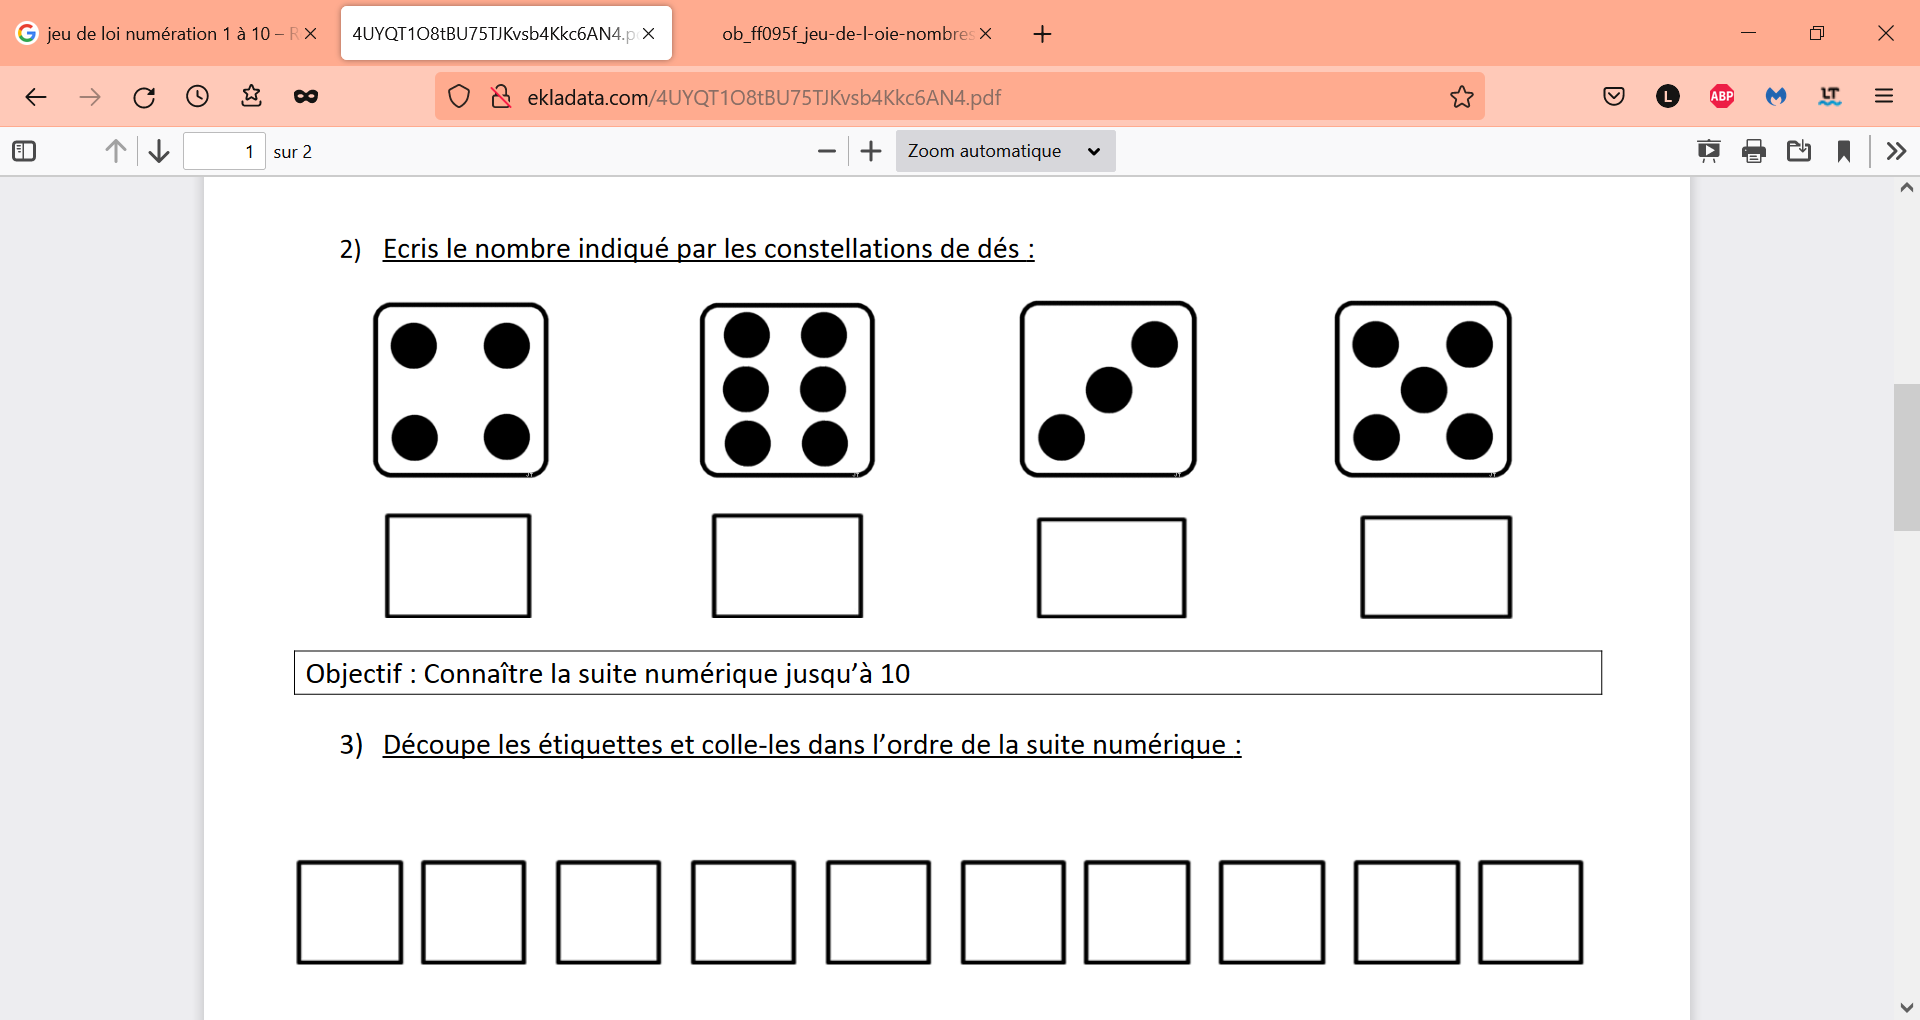 jeu de loi numération 1 à 10 – R
4UYQT1O8tBU75TJKvsb4Kkc6AN4.p
ob_ff095f_jeu-de-l-oie-nombres
ekladata.com/4UYQT1O8tBU75TJKvsb4Kkc6AN4.pdf
L
ABP
LT
1 sur 2
Zoom automatique
2) Ecris le nombre indiqué par les constellations de dés :
Objectif : Connaître la suite numérique jusqu’à 10
3) Découpe les étiquettes et colle-les dans l’ordre de la suite numérique :